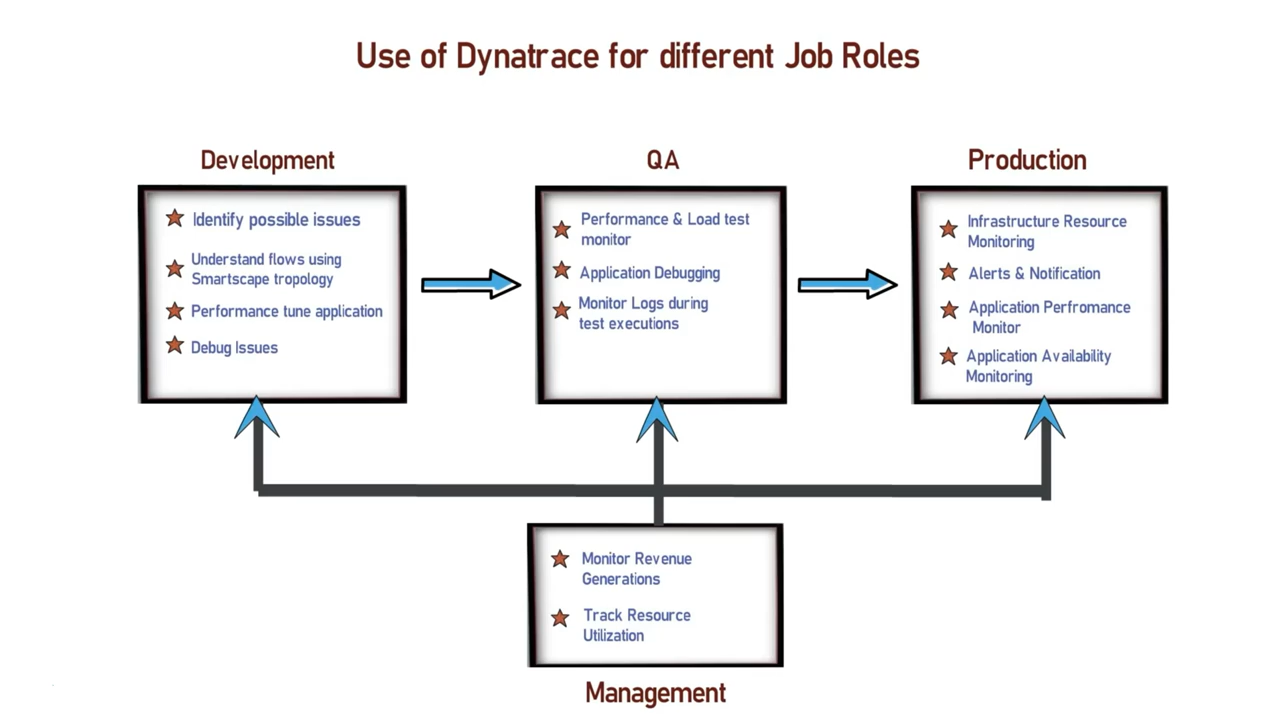 Use of Dynatrace for different Job Roles
Development
Identify possible issues
Understand flows using
Smartscape tropology
Performance tune application
Debug Issues
QA
Performance & Load test
monitor
Application Debugging
Monitor Logs during
test executions
Production
Infrastructure Resource
Monitoring
Alerts & Notification
Application Perfromance
Monitor
Application Availability
Monitoring
Monitor Revenue
Generations
Track Resource
Utilization
Management